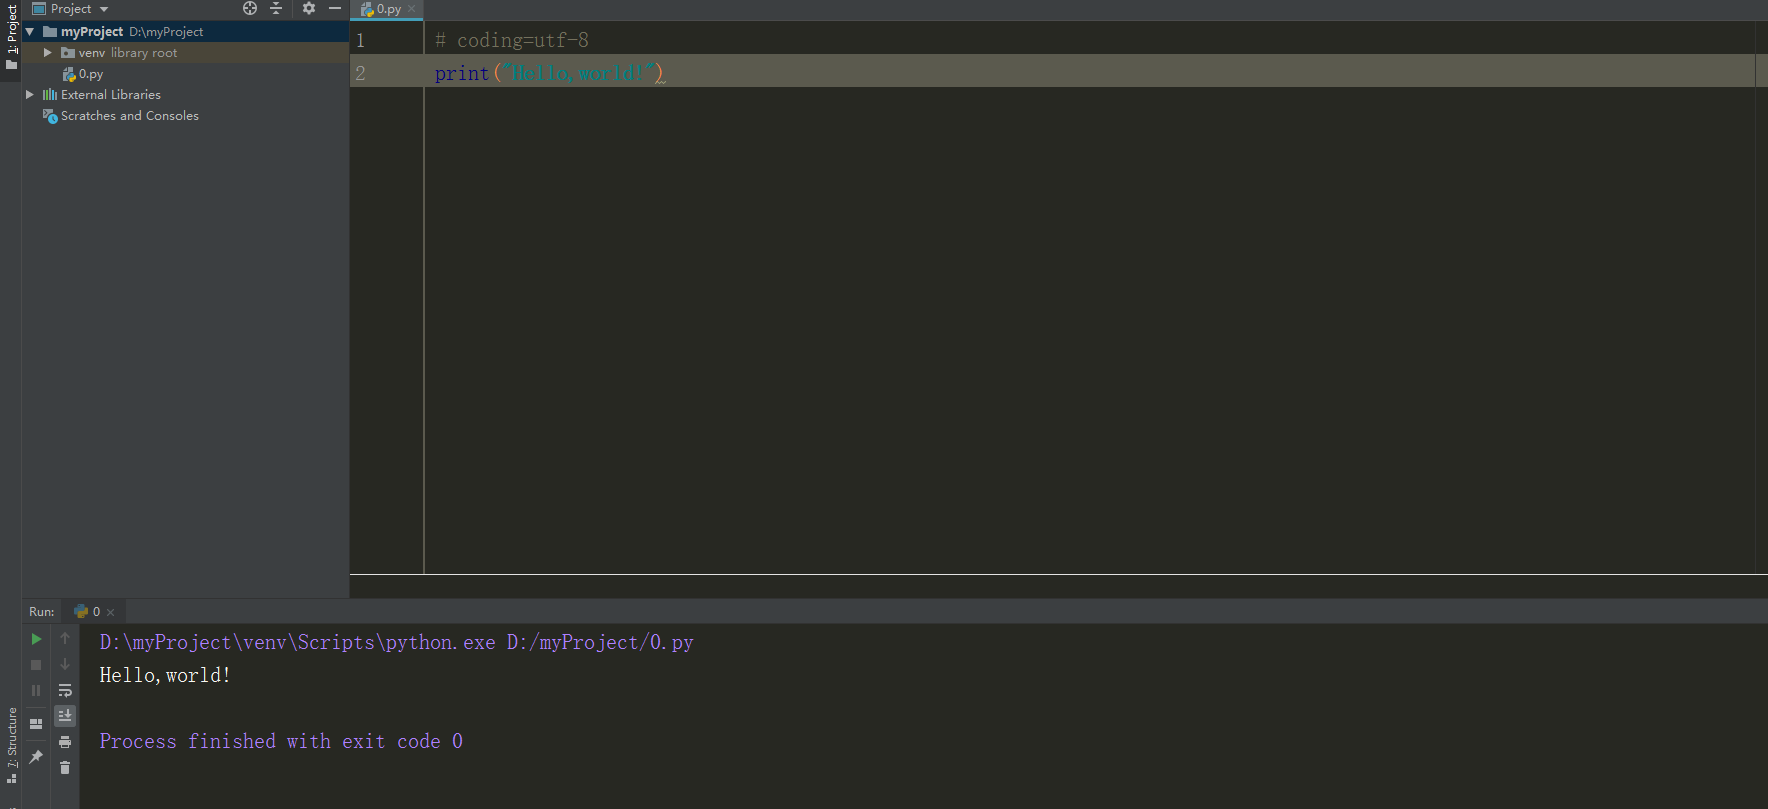 Project
0.py
1: Project
myProject D:\myProject
venv library root
0.py
External Libraries
Scratches and Consoles
1 # coding=utf-8
2 print("Hello,world!")
Run: 0
D:\myProject\venv\Scripts\python.exe D:/myProject/0.py
Hello,world!
Process finished with exit code 0
7: Structure